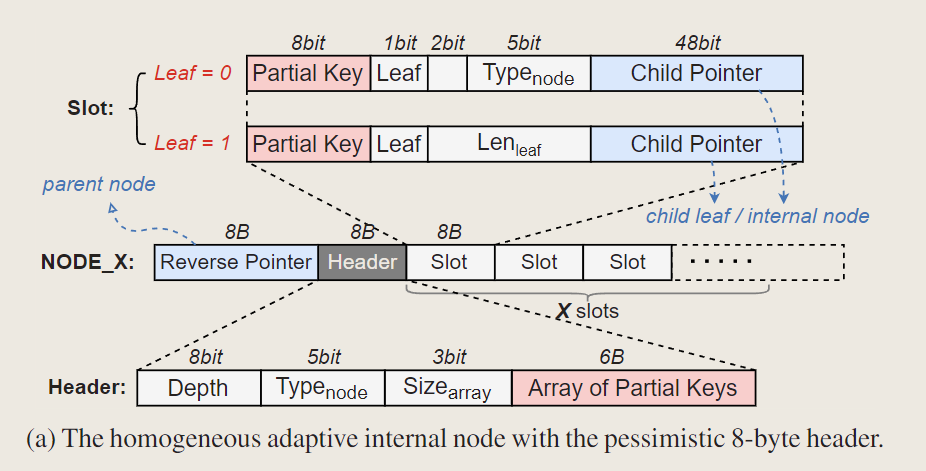 8bit 1bit 2bit 5bit 48bit
Leaf = 0 Partial Key Leaf Typenode Child Pointer
Slot:
Leaf = 1 Partial Key Leaf Lenleaf Child Pointer
parent node
child leaf / internal node
8B 8B 8B
NODE_X: Reverse Pointer Header Slot Slot Slot .....
X slots
8bit 5bit 3bit 6B
Header: Depth Typenode Sizearray Array of Partial Keys
(a) The homogeneous adaptive internal node with the pessimistic 8-byte header.